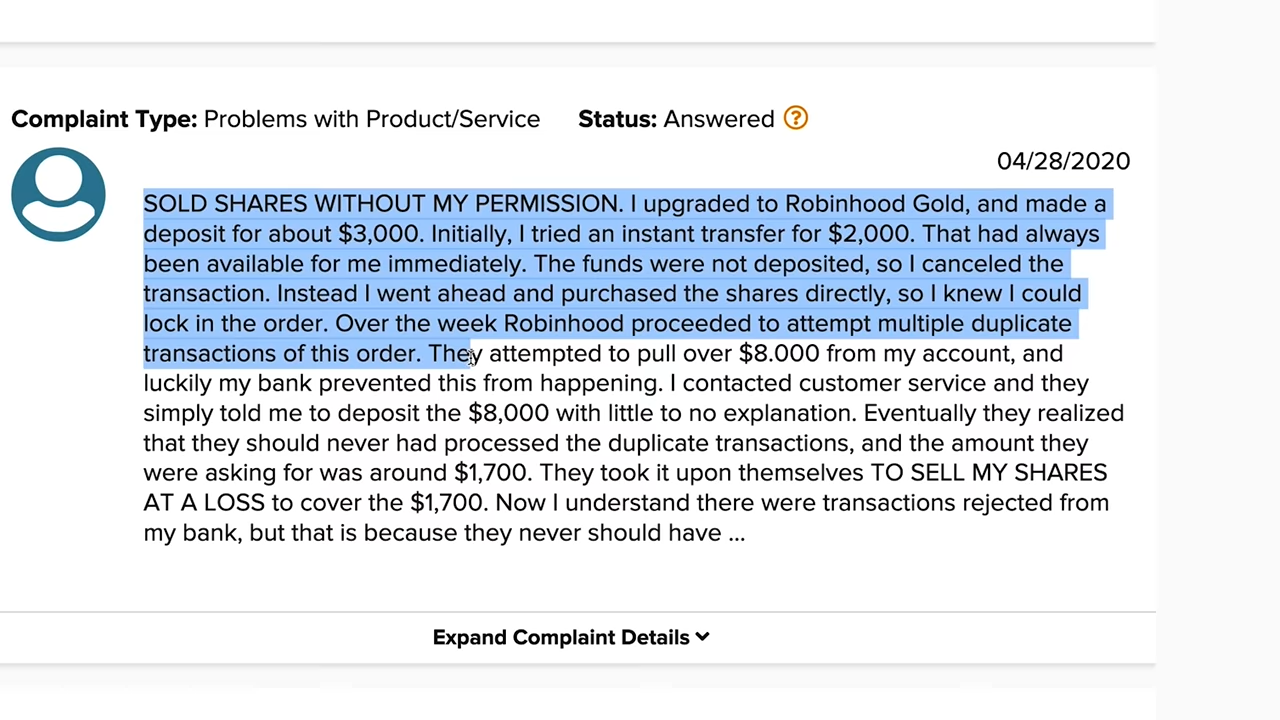 Complaint Type: Problems with Product/Service Status: Answered ?
04/28/2020
SOLD SHARES WITHOUT MY PERMISSION. I upgraded to Robinhood Gold, and made a
deposit for about $3,000. Initially, I tried an instant transfer for $2,000. That had always
been available for me immediately. The funds were not deposited, so I canceled the
transaction. Instead I went ahead and purchased the shares directly, so I knew I could
lock in the order. Over the week Robinhood proceeded to attempt multiple duplicate
transactions of this order. They attempted to pull over $8.000 from my account, and
luckily my bank prevented this from happening. I contacted customer service and they
simply told me to deposit the $8,000 with little to no explanation. Eventually they realized
that they should never had processed the duplicate transactions, and the amount they
were asking for was around $1,700. They took it upon themselves TO SELL MY SHARES
AT A LOSS to cover the $1,700. Now I understand there were transactions rejected from
my bank, but that is because they never should have ...
Expand Complaint Details